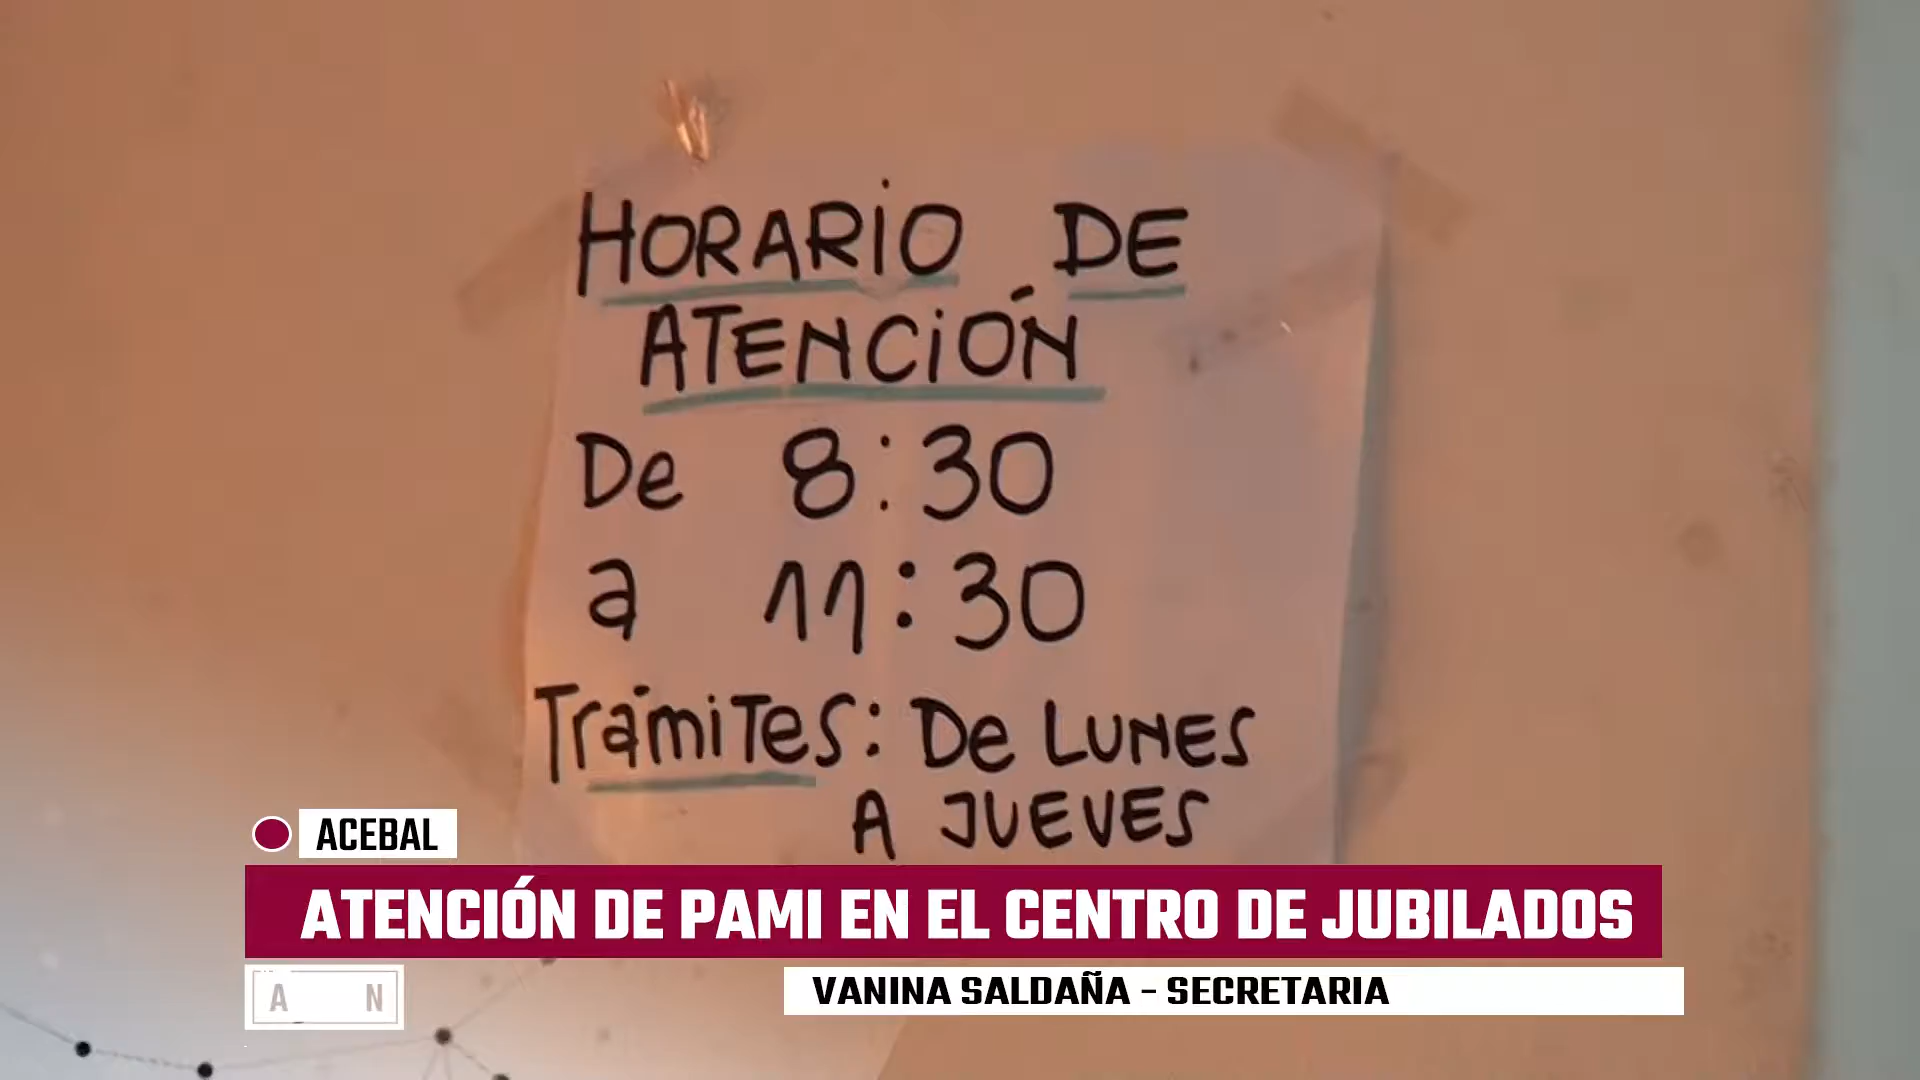 HORARIO DE
ATENCIÓN
De 8:30
a 11:30
Trámites: De LUNES
A JUEVES
ACEBAL
ATENCIÓN DE PAMI EN EL CENTRO DE JUBILADOS
A N
VANINA SALDAÑA - SECRETARIA